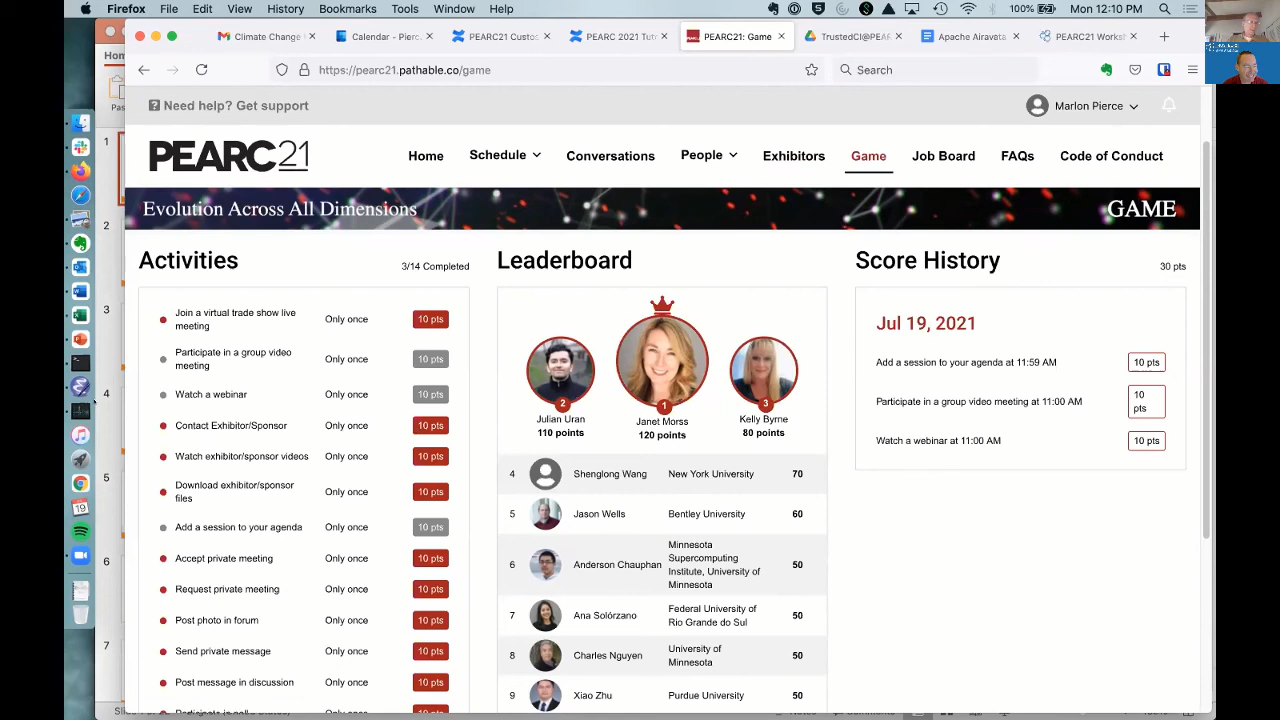 Firefox File Edit View History Bookmarks Tools Window Help 100% Mon 12:10 PM
Climate Change Calendar - Pierc PEARC21 Custo PEARC 2021 Tut PEARC21: Game TrustedCI@PEAR Apache Airavata PEARC21 Works
https://pearc21.pathable.co/game Search
Need help? Get support Marlon Pierce
PEARC21 Home Schedule Conversations People Exhibitors Game Job Board FAQs Code of Conduct
Evolution Across All Dimensions GAME
Activities 3/14 Completed
Join a virtual trade show live
meeting Only once 10 pts
Participate in a group video
meeting Only once 10 pts
Watch a webinar Only once 10 pts
Contact Exhibitor/Sponsor Only once 10 pts
Watch exhibitor/sponsor videos Only once 10 pts
Download exhibitor/sponsor
files Only once 10 pts
Add a session to your agenda Only once 10 pts
Accept private meeting Only once 10 pts
Request private meeting Only once 10 pts
Post photo in forum Only once 10 pts
Send private message Only once 10 pts
Post message in discussion Only once 10 pts
Leaderboard
2 1 3
Julian Uran Janet Morss Kelly Byrne
110 points 120 points 80 points
4 Shenglong Wang New York University 70
5 Jason Wells Bentley University 60
6 Anderson Chauphan Minnesota
Supercomputing
Institute, University of
Minnesota 50
7 Ana Solórzano Federal University of
Rio Grande do Sul 50
8 Charles Nguyen University of
Minnesota 50
9 Xiao Zhu Purdue University 50
Score History 30 pts
Jul 19, 2021
Add a session to your agenda at 11:59 AM 10 pts
Participate in a group video meeting at 11:00 AM 10
pts
Watch a webinar at 11:00 AM 10 pts
Pas
1
2
3
4
5
6
7